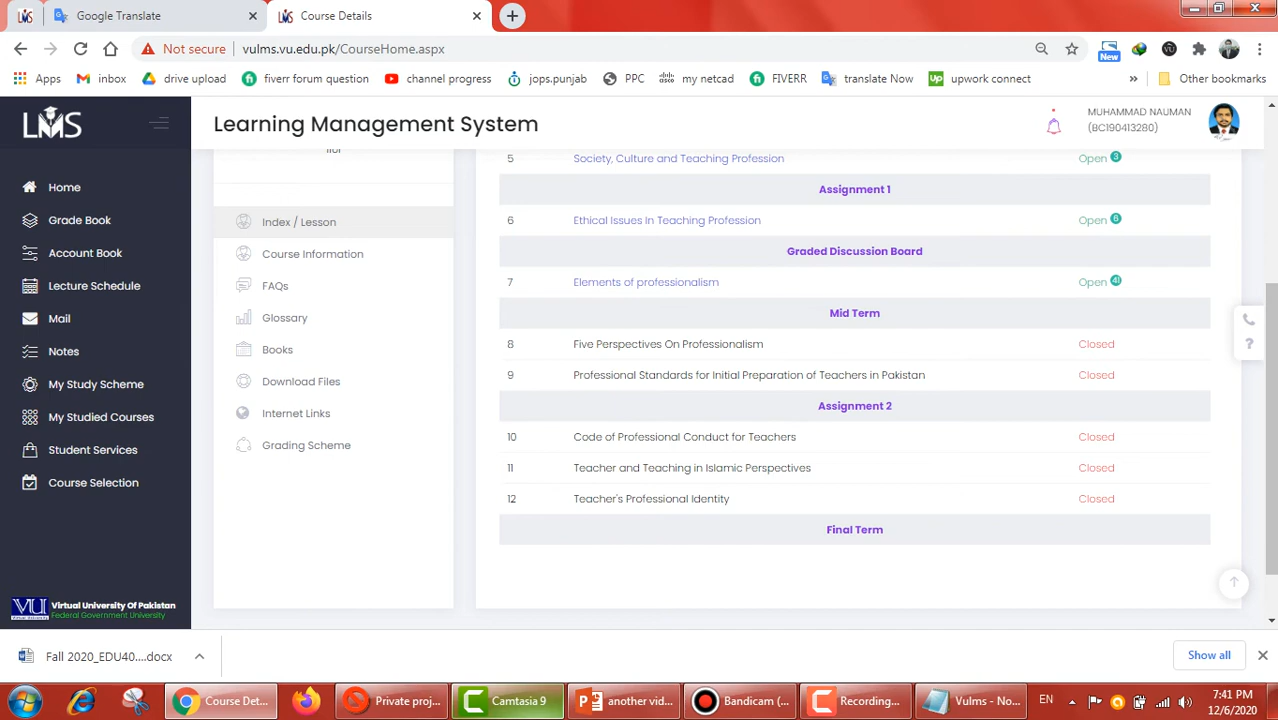 Google Translate
Course Details
Not secure
vulms.vu.edu.pk/CourseHome.aspx
New
Apps
inbox
drive upload
fiverr forum question
channel progress
jops.punjab
PPC
my netcad
FIVERR
translate Now
upwork connect
»
Other bookmarks
LMS
Learning Management System
MUHAMMAD NAUMAN
(BC190413280)
Home
Grade Book
Account Book
Lecture Schedule
Mail
Notes
My Study Scheme
My Studied Courses
Student Services
Course Selection
VU Virtual University Of Pakistan
Federal Government University
Index / Lesson
Course Information
FAQs
Glossary
Books
Download Files
Internet Links
Grading Scheme
5 Society, Culture and Teaching Profession Open 3
Assignment 1
6 Ethical Issues In Teaching Profession Open 6
Graded Discussion Board
7 Elements of professionalism Open 41
Mid Term
8 Five Perspectives On Professionalism Closed
9 Professional Standards for Initial Preparation of Teachers in Pakistan Closed
Assignment 2
10 Code of Professional Conduct for Teachers Closed
11 Teacher and Teaching in Islamic Perspectives Closed
12 Teacher's Professional Identity Closed
Final Term
?
Fall 2020_EDU40....docx
Show all
Course Det...
Private proj...
Camtasia 9
another vid...
Bandicam (...
Recording...
Vulms - No...
EN
7:41 PM
12/6/2020